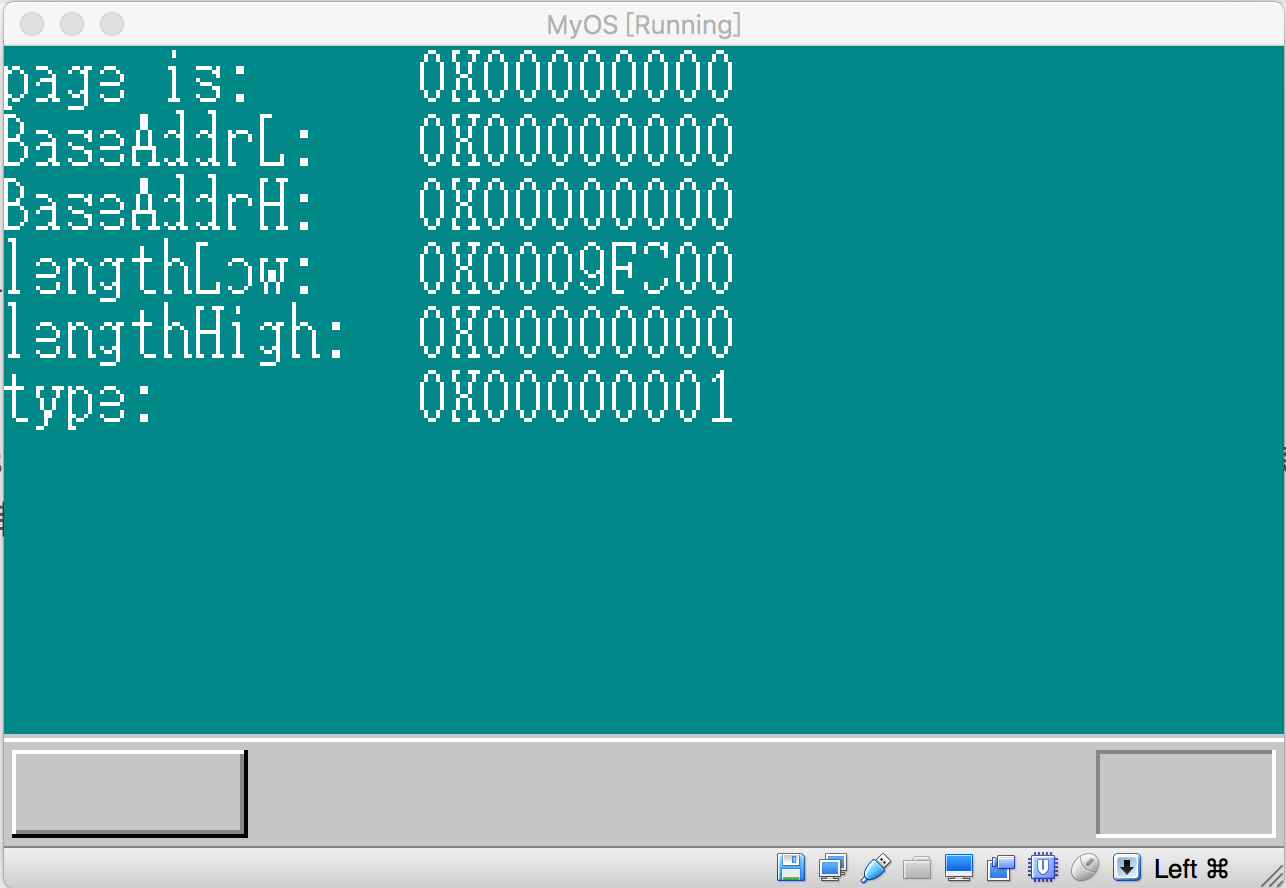 MyOS [Running]
page is: 0X00000000
BaseAddrL: 0X00000000
BaseAddrH: 0X00000000
lengthLow: 0X0009FC00
lengthHigh: 0X00000000
type: 0X00000001
Left ⌘